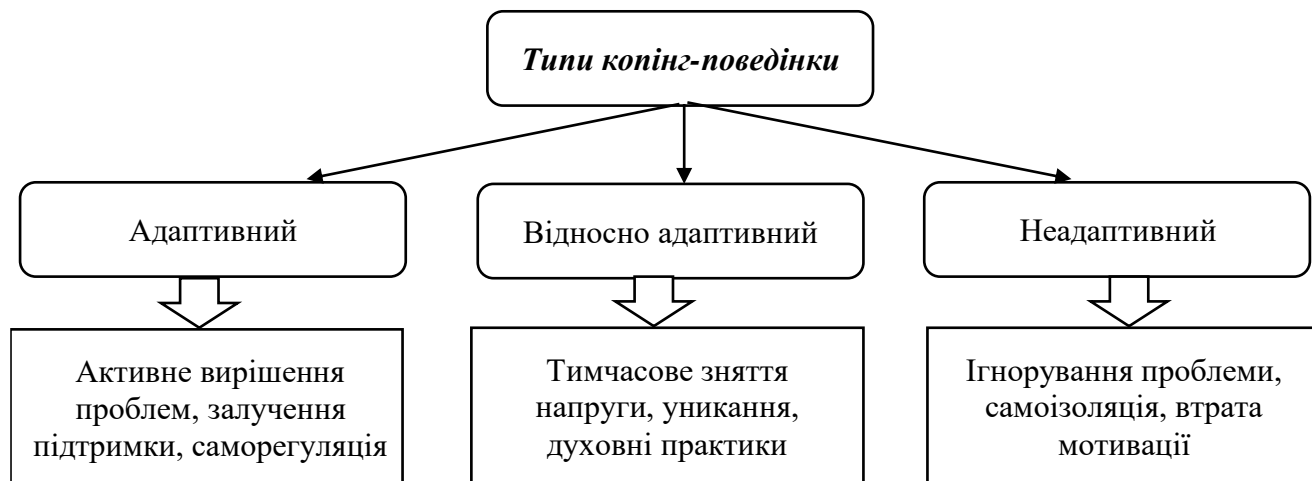 Типи копінг-поведінки
Адаптивний
Відносно адаптивний
Неадаптивний
Активне вирішення
проблем, залучення
підтримки, саморегуляція
Тимчасове зняття
напруги, уникання,
духовні практики
Ігнорування проблеми,
самоізоляція, втрата
мотивації